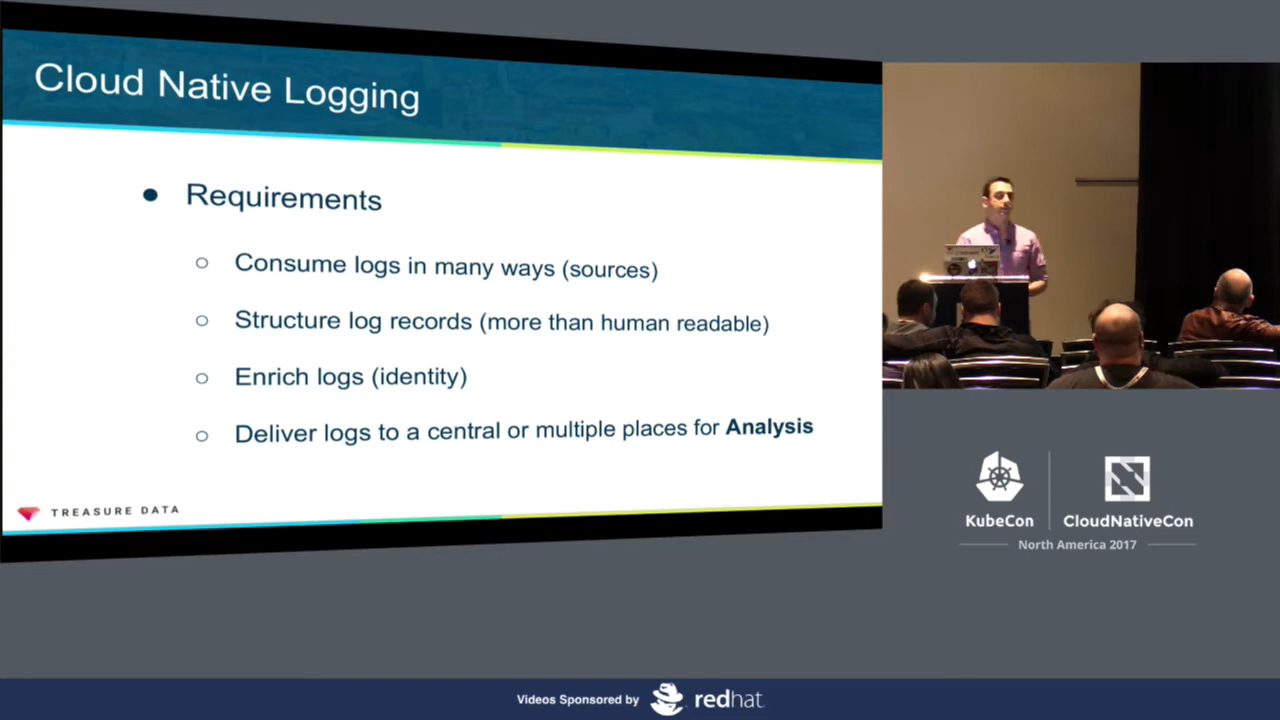 Cloud Native Logging
Requirements
Consume logs in many ways (sources)
Structure log records (more than human readable)
Enrich logs (identity)
Deliver logs to a central or multiple places for Analysis
TREASURE DATA
KubeCon
CloudNativeCon
North America 2017
Videos Sponsored by
redhat.